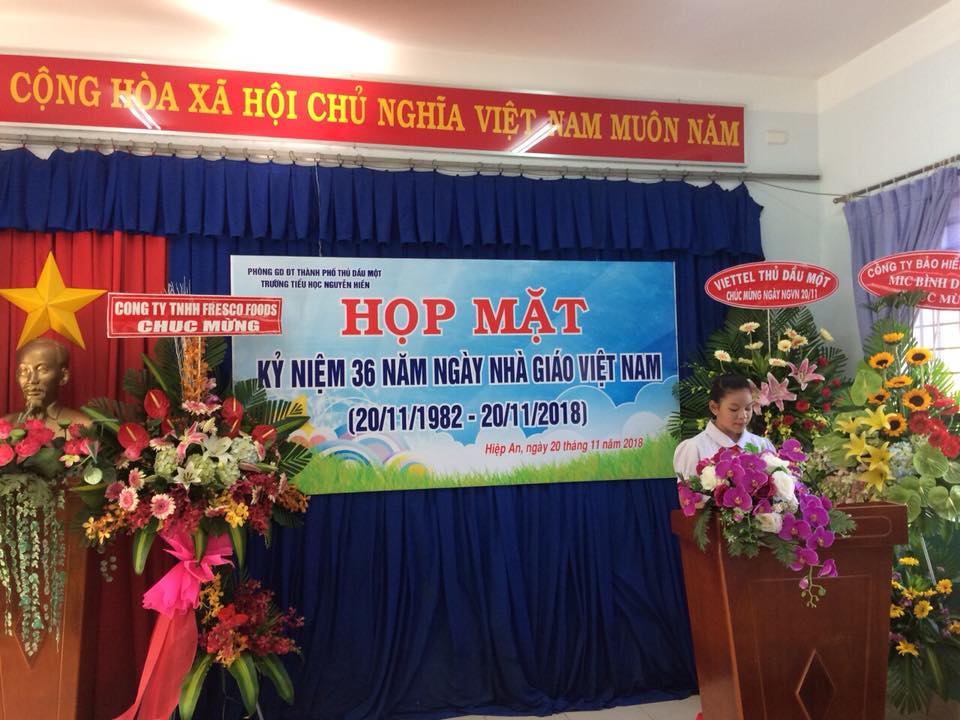 CỘNG HÒA XÃ HỘI CHỦ NGHĨA VIỆT NAM MUÔN NĂM
PHÒNG GD ĐT THÀNH PHỐ THỦ DẦU MỘT
TRƯỜNG TIỂU HỌC NGUYỄN HIỀN
HỌP MẶT
KỶ NIỆM 36 NĂM NGÀY NHÀ GIÁO VIỆT NAM
(20/11/1982 - 20/11/2018)
Hiệp An, ngày 20 tháng 11 năm 2018
CÔNG TY TNHH FRESCO FOODS
CHÚC MỪNG
VIETTEL THỦ DẦU MỘT
CHÚC MỪNG NGÀY NGVN 20/11
CÔNG TY BẢO HIỂ
MIC BÌNH D
C MỪ